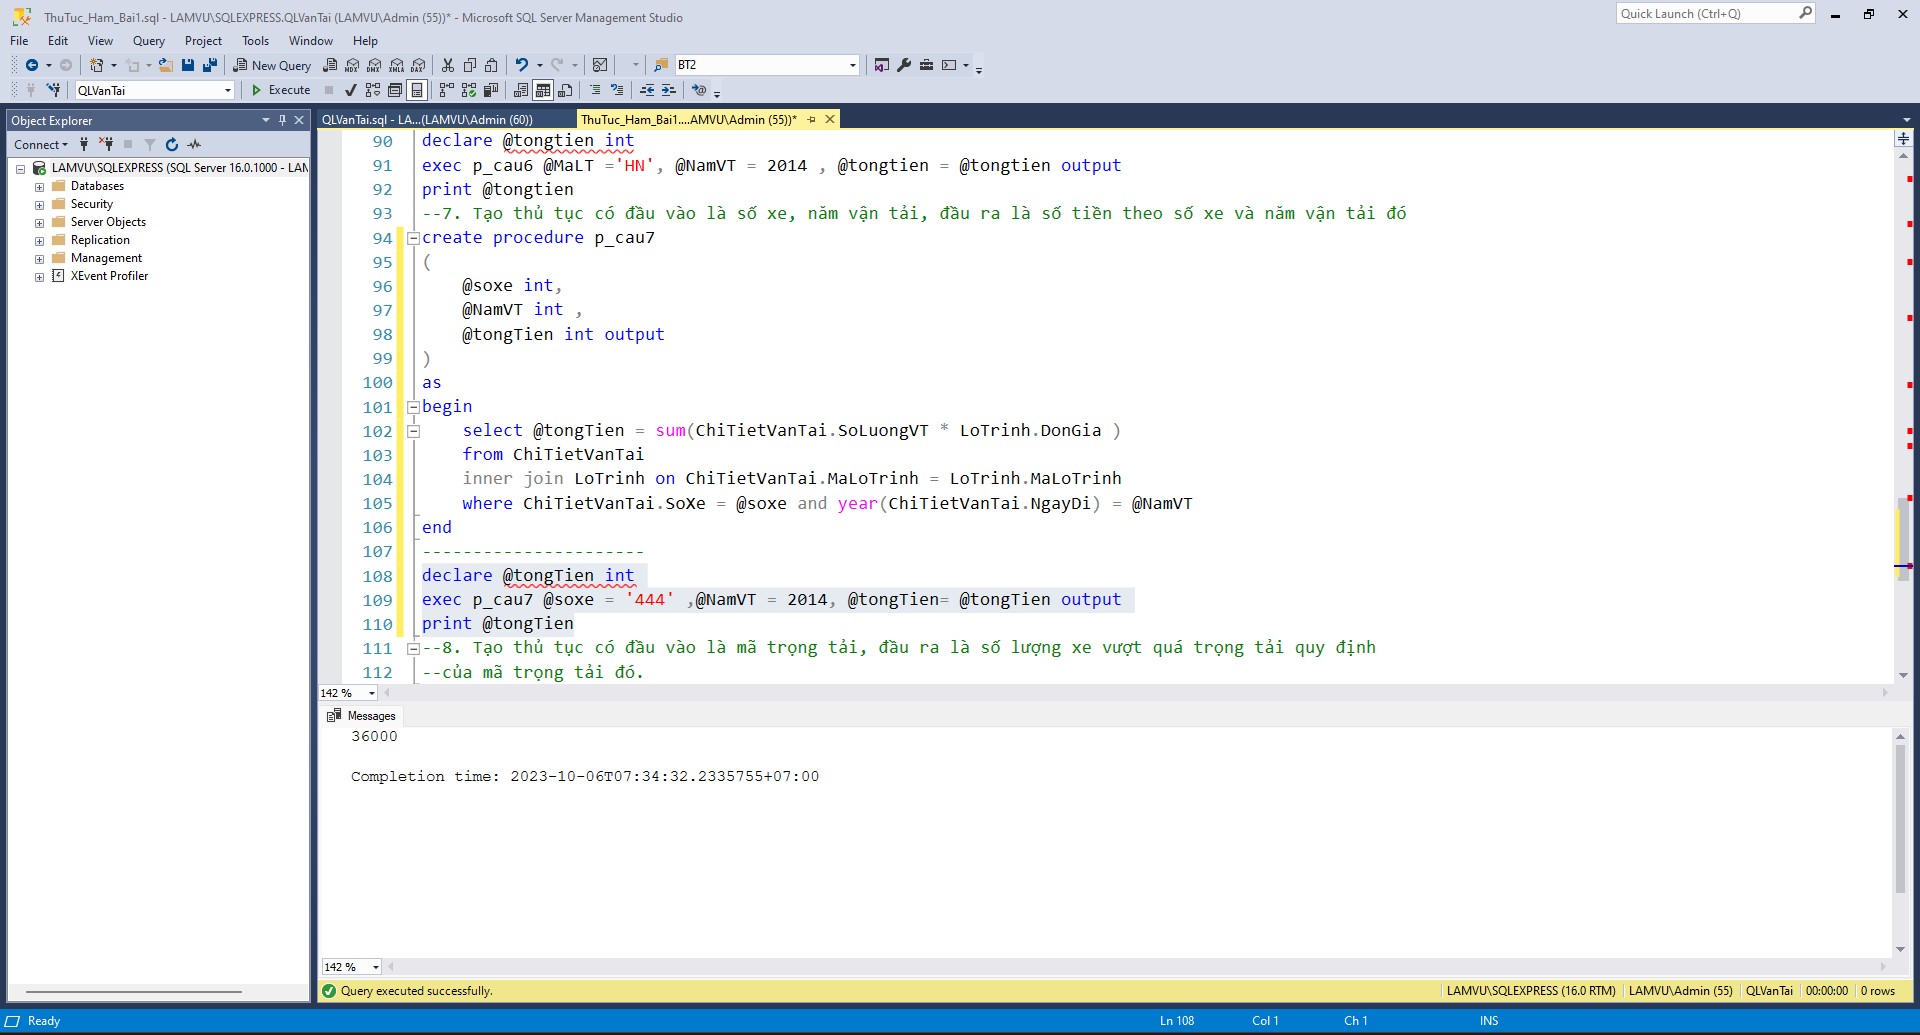 ThuTuc_Ham_Bai1.sql - LAMVU\SQLEXPRESS.QLVanTai (LAMVU\Admin (55))* - Microsoft SQL Server Management Studio
Quick Launch (Ctrl+Q)
File Edit View Query Project Tools Window Help
New Query
MDX DMX XMLA DAX
BT2
QLVanTai
Execute
Object Explorer
QLVanTai.sql - LA...(LAMVU\Admin (60))
ThuTuc_Ham_Bai1....AMVU\Admin (55))*
Connect
LAMVU\SQLEXPRESS (SQL Server 16.0.1000 - LAN
Databases
Security
Server Objects
Replication
Management
XEvent Profiler
90 declare @tongtien int
91 exec p_cau6 @MaLT ='HN', @NamVT = 2014 , @tongtien = @tongtien output
92 print @tongtien
93 --7. Tạo thủ tục có đầu vào là số xe, năm vận tải, đầu ra là số tiền theo số xe và năm vận tải đó
94 create procedure p_cau7
95 (
96 @soxe int,
97 @NamVT int ,
98 @tongTien int output
99 )
100 as
101 begin
102 select @tongTien = sum(ChiTietVanTai.SoLuongVT * LoTrinh.DonGia )
103 from ChiTietVanTai
104 inner join LoTrinh on ChiTietVanTai.MaLoTrinh = LoTrinh.MaLoTrinh
105 where ChiTietVanTai.SoXe = @soxe and year(ChiTietVanTai.NgayDi) = @NamVT
106 end
107 ----------------------
108 declare @tongTien int
109 exec p_cau7 @soxe = '444' ,@NamVT = 2014, @tongTien= @tongTien output
110 print @tongTien
111 --8. Tạo thủ tục có đầu vào là mã trọng tải, đầu ra là số lượng xe vượt quá trọng tải quy định
112 --của mã trọng tải đó.
142 %
Messages
36000
Completion time: 2023-10-06T07:34:32.2335755+07:00
142 %
Query executed successfully.
LAMVU\SQLEXPRESS (16.0 RTM) LAMVU\Admin (55) QLVanTai 00:00:00 0 rows
Ready
Ln 108 Col 1 Ch 1 INS